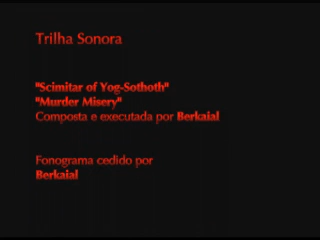 Trilha Sonora
"Scimitar of Yog-Sothoth"
"Murder Misery"
Composta e executada por Berkaial
Fonograma cedido por
Berkaial